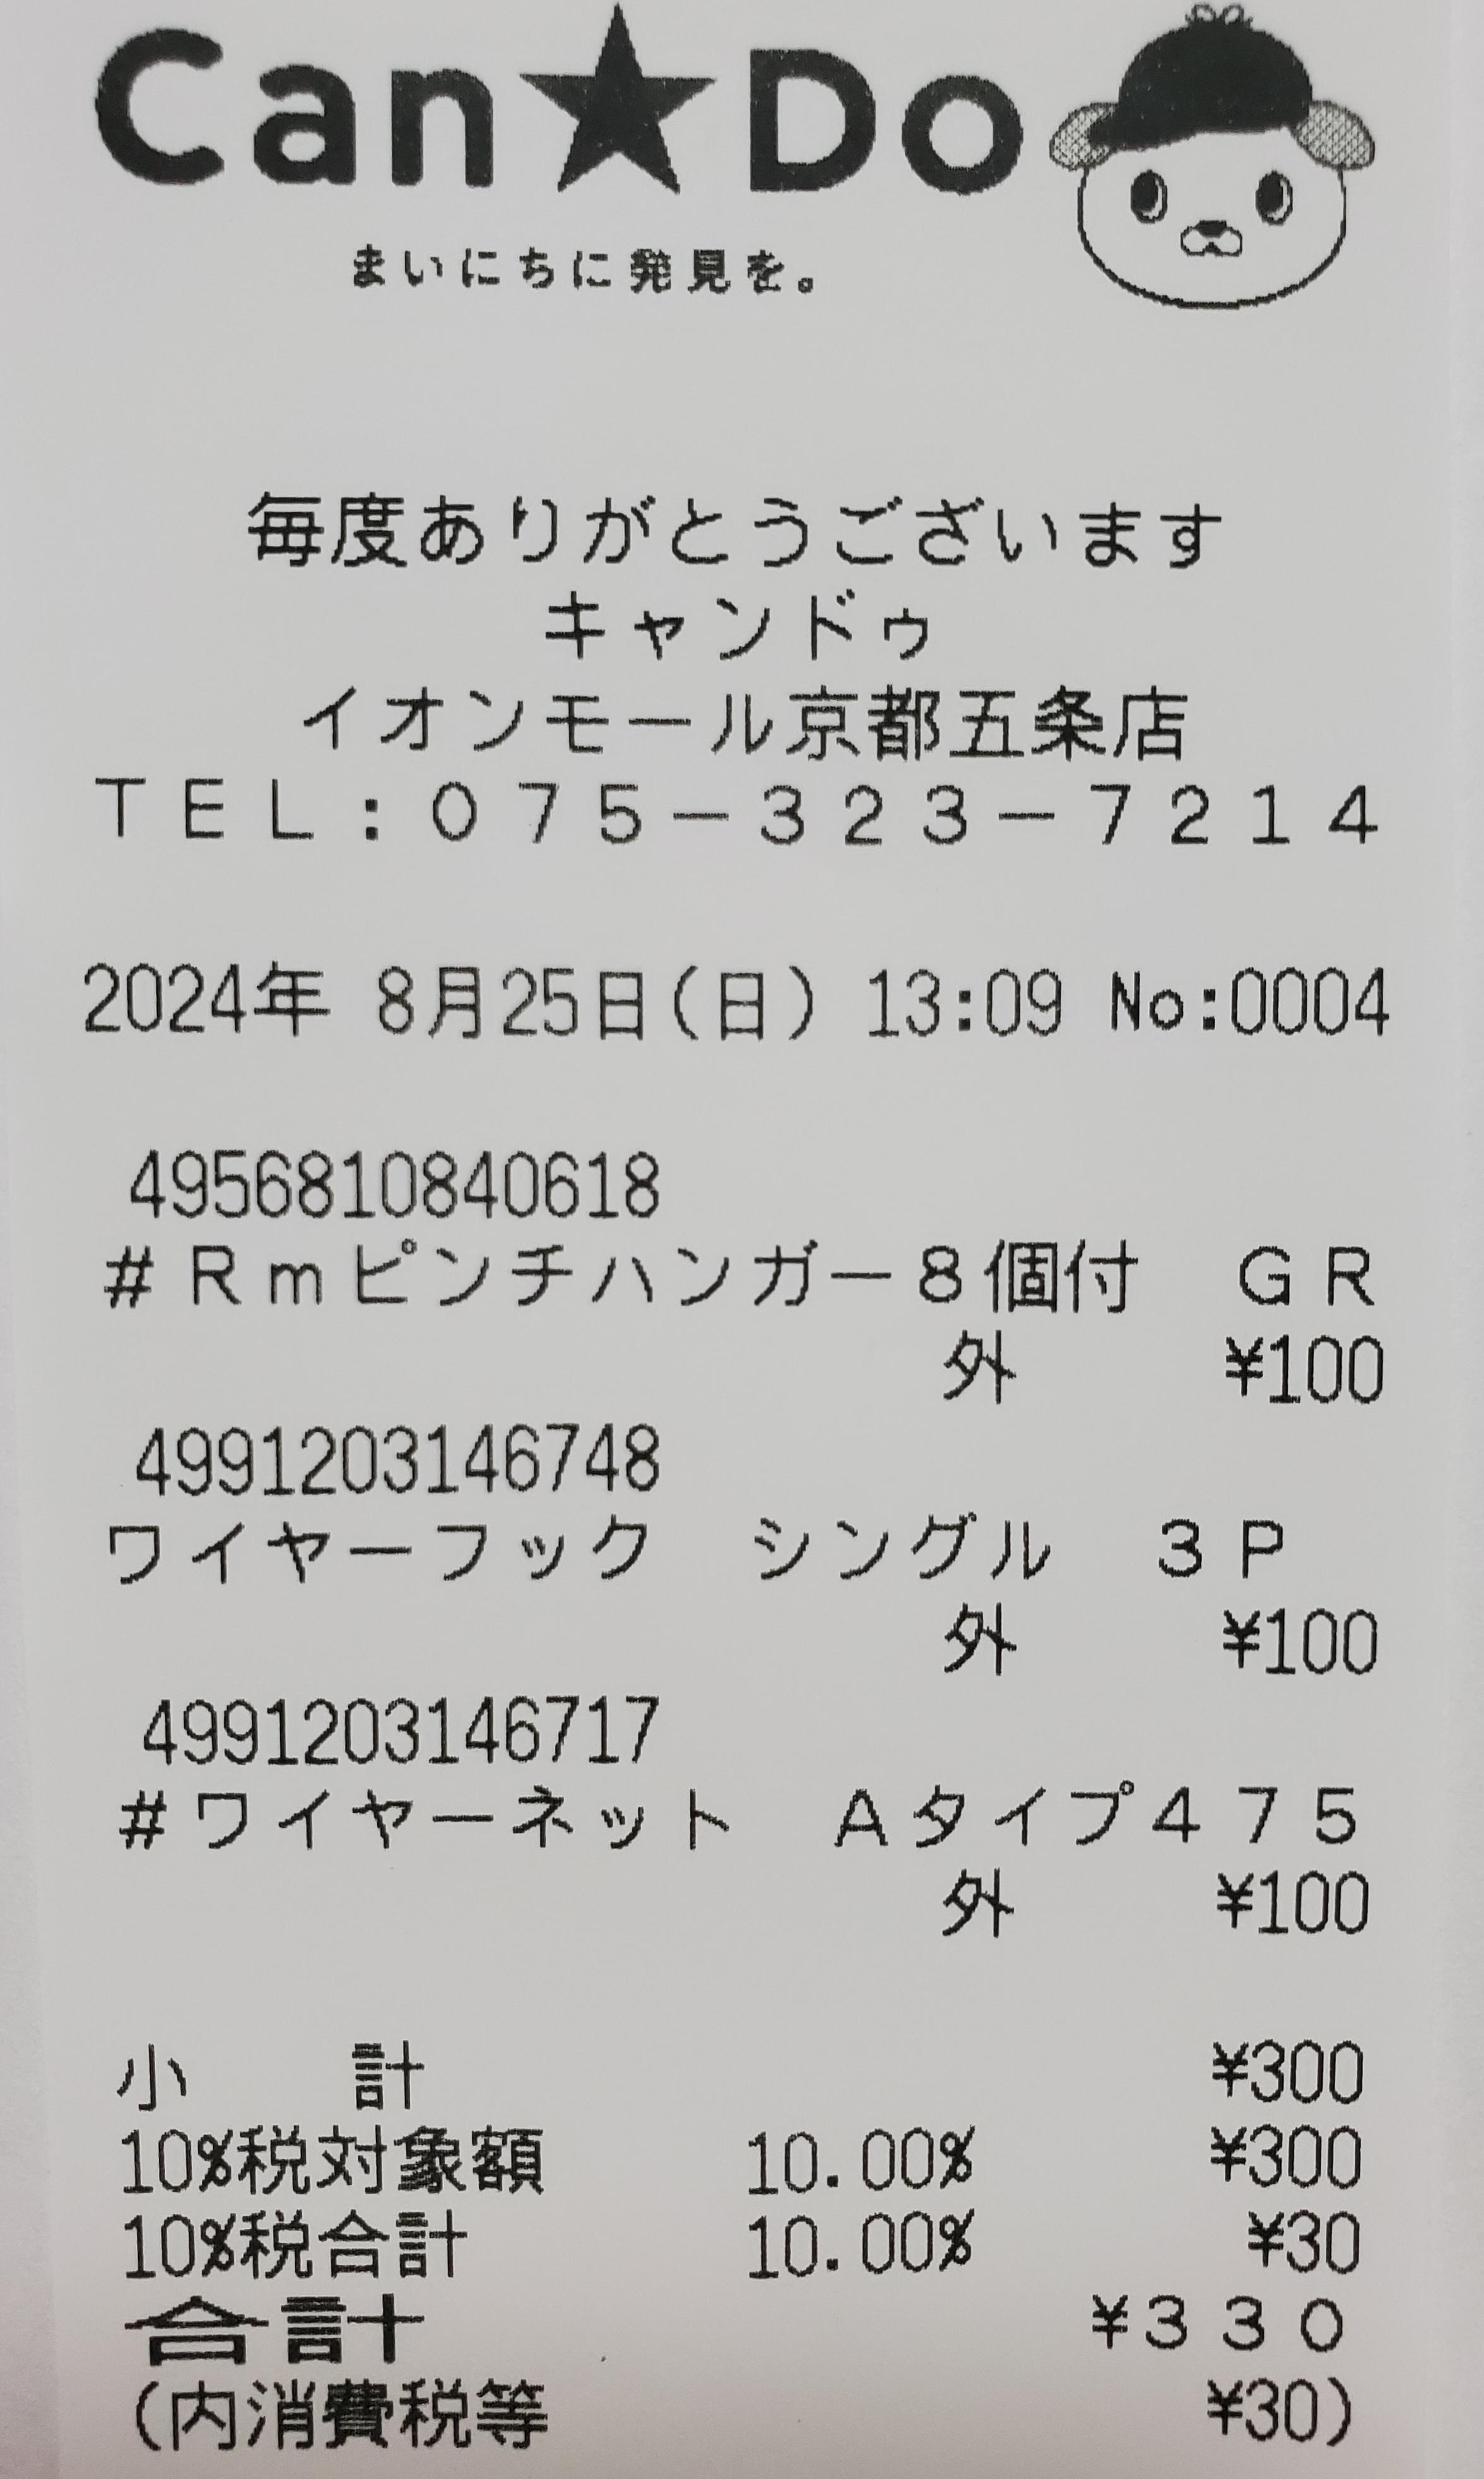 Can★Do
まいにちに発見を。
毎度ありがとうございます
キャンドゥ
イオンモール京都五条店
ＴＥＬ：０７５－３２３－７２１４
2024年 8月25日(日) 13:09 No:0004
4956810840618
＃Ｒｍピンチハンガー８個付　ＧＲ
外 ¥100
4991203146748
ワイヤーフック　シングル　３Ｐ
外 ¥100
4991203146717
＃ワイヤーネット　Ａタイプ４７５
外 ¥100
小　　計 ¥300
10%税対象額 10.00% ¥300
10%税合計 10.00% ¥30
合計 ¥３３０
(内消費税等 ¥30)